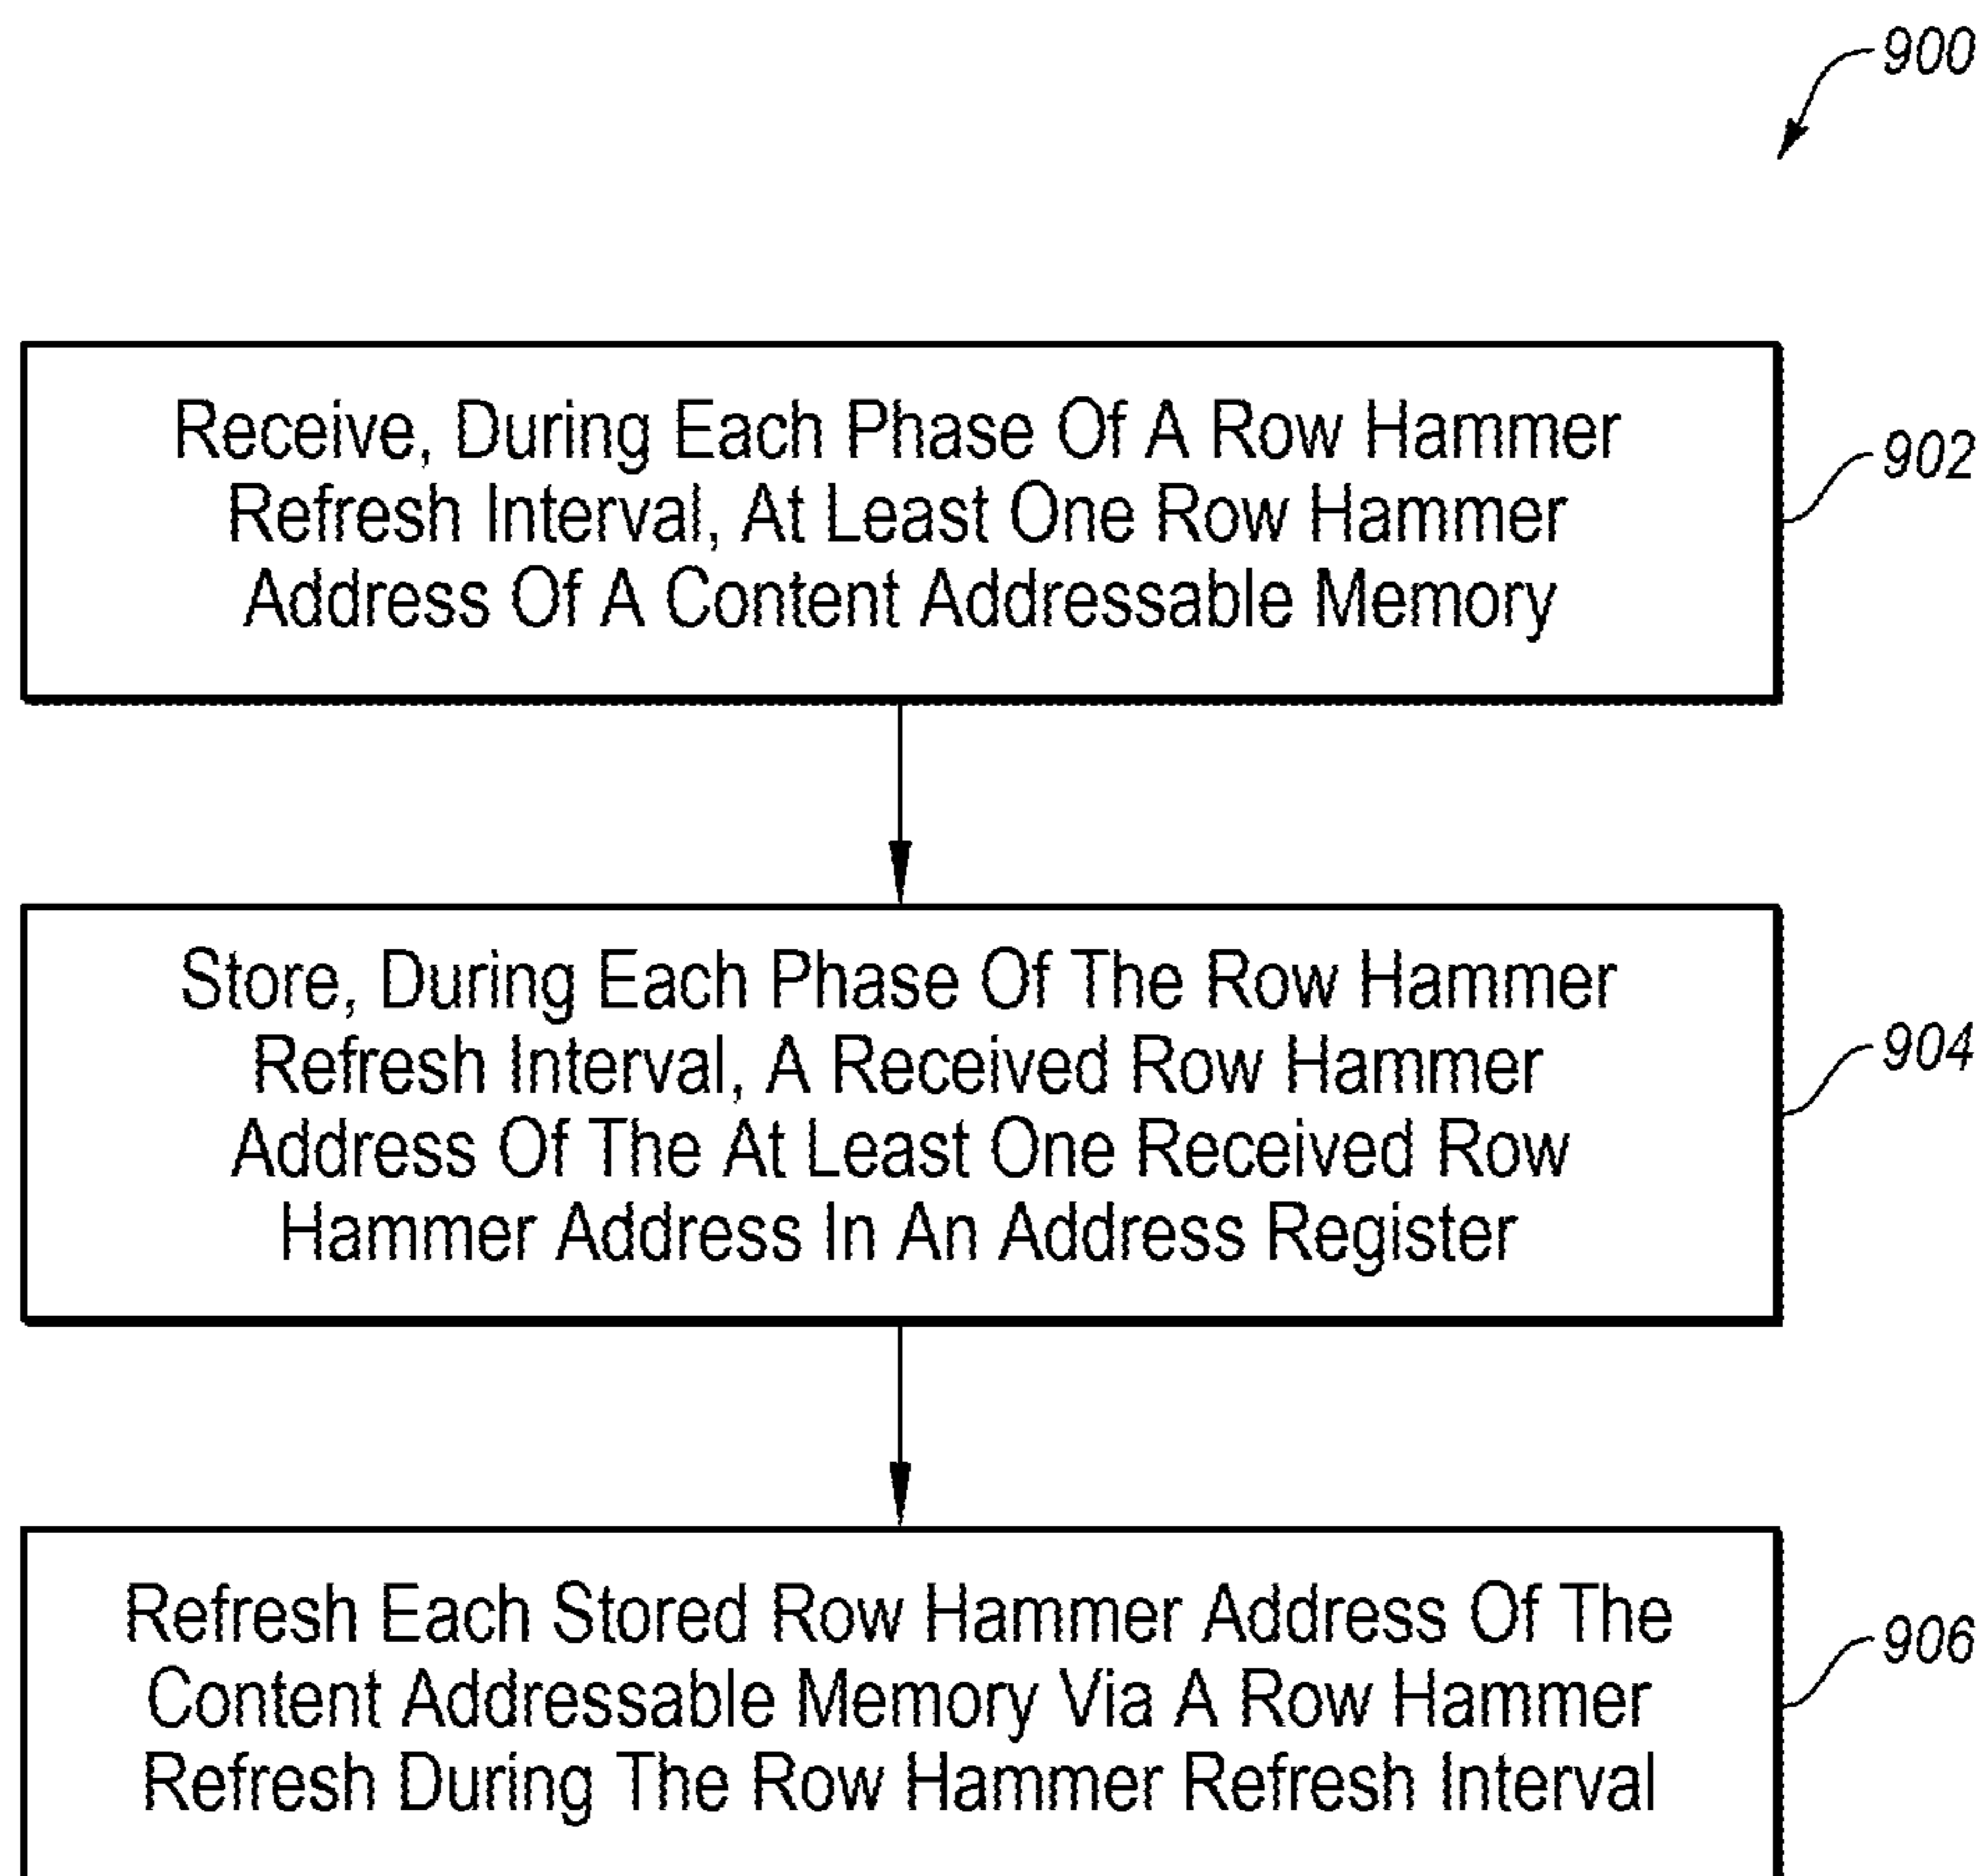 900
Receive, During Each Phase Of A Row Hammer
Refresh Interval, At Least One Row Hammer
Address Of A Content Addressable Memory
902
Store, During Each Phase Of The Row Hammer
Refresh Interval, A Received Row Hammer
Address Of The At Least One Received Row
Hammer Address In An Address Register
904
Refresh Each Stored Row Hammer Address Of The
Content Addressable Memory Via A Row Hammer
Refresh During The Row Hammer Refresh Interval
906